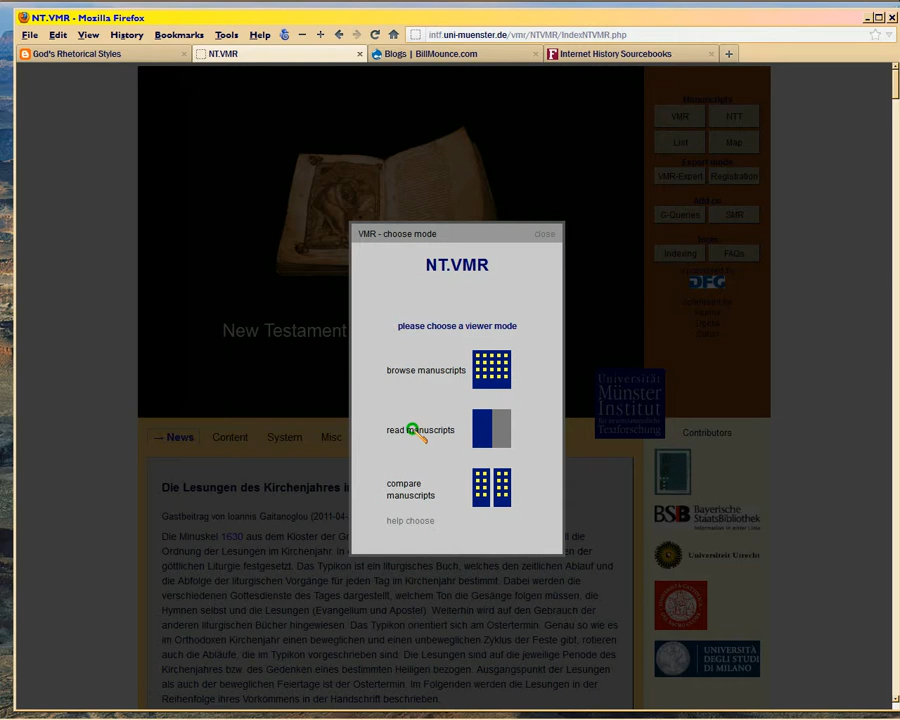 NT.VMR - Mozilla Firefox
File Edit View History Bookmarks Tools Help intf.uni-muenster.de/vmr/NTVMR/IndexNTVMR.php
God's Rhetorical Styles NT.VMR Blogs | BillMounce.com Internet History Sourcebooks
VMR NTT
List Map
Expert mode
VMR-Expert Registration
G-Queries SMR
Indexing FAQs
DFG
New Testament
VMR - choose mode close
NT.VMR
please choose a viewer mode
browse manuscripts
read manuscripts
compare
manuscripts
help choose
Universität:
Münster
Institut
für neutestamentliche
Textforschung
→ News Content System Misc
Contributors
Die Lesungen des Kirchenjahres i
Gastbeitrag von Ioannis Gaitanoglou (2011-04-
Die Minuskel 1630 aus dem Kloster der G
Ordnung der Lesungen im Kirchenjahr. In
göttlichen Liturgie festgesetzt. Das Typikon ist ein liturgisches Buch, welches den zeitlichen Ablauf und
die Abfolge der liturgischen Vorgänge für jeden Tag im Kirchenjahr bestimmt. Dabei werden die
verschiedenen Gottesdienste des Tages dargestellt, welchem Ton die Gesänge folgen müssen, die
Hymnen selbst und die Lesungen (Evangelium und Apostel). Weiterhin wird auf den Gebrauch der
anderen liturgischen Bücher hingewiesen. Das Typikon orientiert sich am Ostertermin. Genau so wie es
im Orthodoxen Kirchenjahr einen beweglichen und einen unbeweglichen Zyklus der Feste gibt, rotieren
auch die Abläufe, die im Typikon vorgeschrieben sind. Die Lesungen sind auf die jeweilige Periode des
Kirchenjahres bzw. des Gedenken eines bestimmten Heiligen bezogen. Ausgangspunkt der Lesungen
als auch der beweglichen Feiertage ist der Ostertermin. Im Folgenden werden die Lesungen in der
Reihenfolge ihres Vorkommens in der Handschrift beschrieben.
BSB Bayerische
StaatsBibliothek
Universiteit Utrecht
UNIVERSITÀ
DEGLI STUDI
DI MILANO